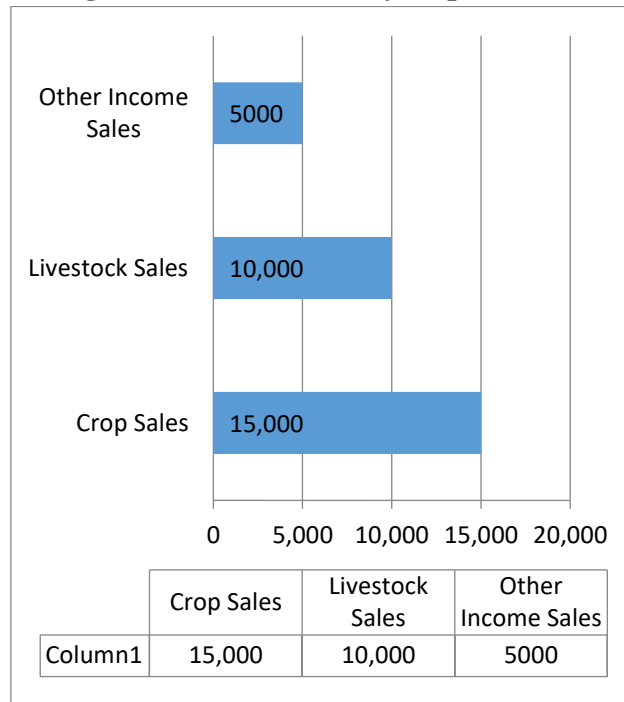 Other Income
Sales
5000
Livestock Sales
10,000
Crop Sales
15,000
0 5,000 10,000 15,000 20,000
Crop Sales Livestock Sales Other Income Sales
Column1 15,000 10,000 5000